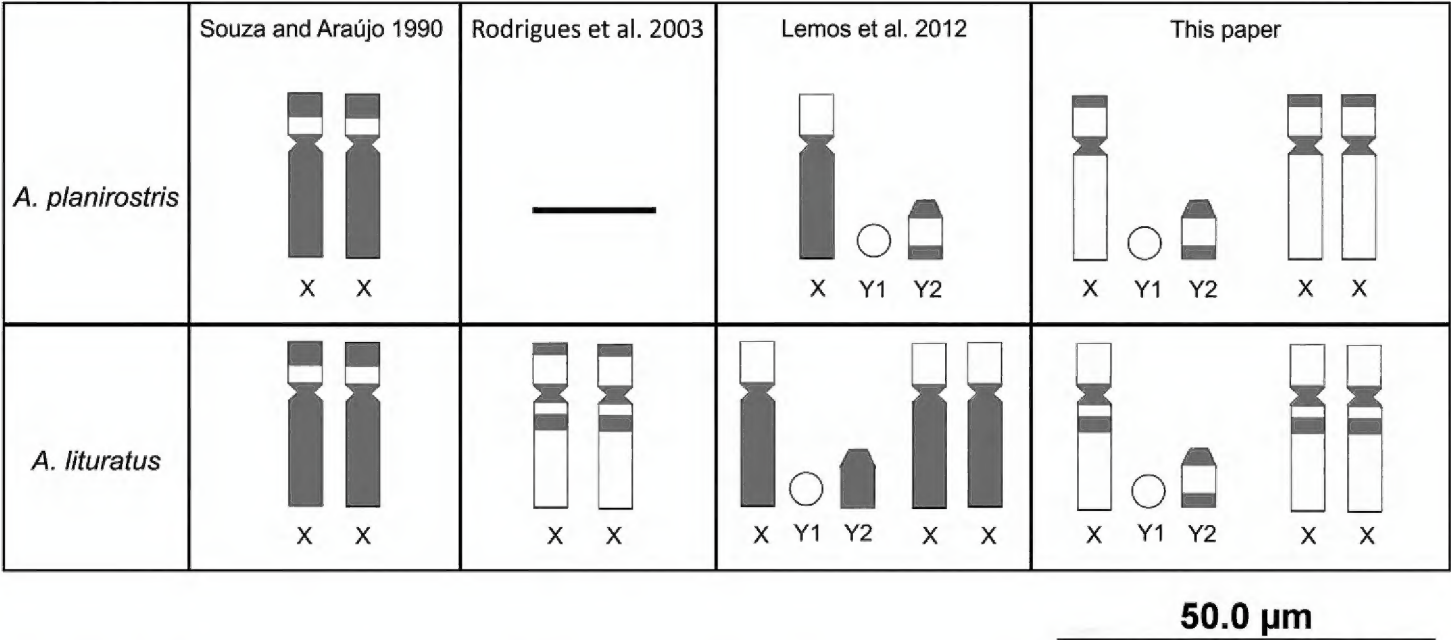 Souza and Araújo 1990 Rodrigues et al. 2003 Lemos et al. 2012 This paper
A. planirostris
X X X Y1 Y2 X Y1 Y2 X X
A. lituratus
X X X X X Y1 Y2 X X X Y1 Y2 X X
50.0 µm